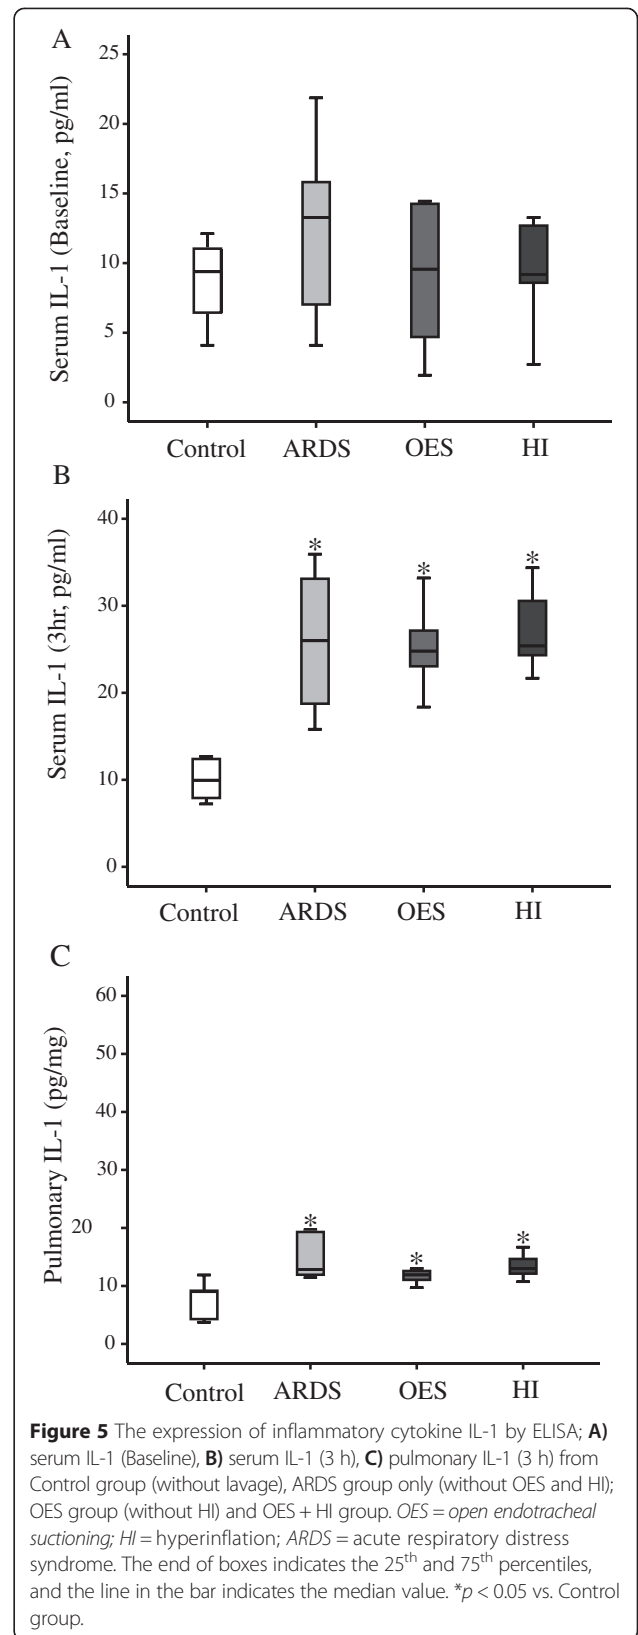 A
Serum IL-1 (Baseline, pg/ml)
25
20
15
10
5
0
Control ARDS OES HI
B
Serum IL-1 (3hr, pg/ml)
40
30
20
10
0
* * *
Control ARDS OES HI
C
Pulmonary IL-1 (pg/mg)
60
50
40
30
20
10
0
* * *
Control ARDS OES HI
Figure 5 The expression of inflammatory cytokine IL-1 by ELISA; A)
serum IL-1 (Baseline), B) serum IL-1 (3 h), C) pulmonary IL-1 (3 h) from
Control group (without lavage), ARDS group only (without OES and HI);
OES group (without HI) and OES + HI group. OES = open endotracheal
suctioning; HI = hyperinflation; ARDS = acute respiratory distress
syndrome. The end of boxes indicates the 25th and 75th percentiles,
and the line in the bar indicates the median value. *p < 0.05 vs. Control
group.